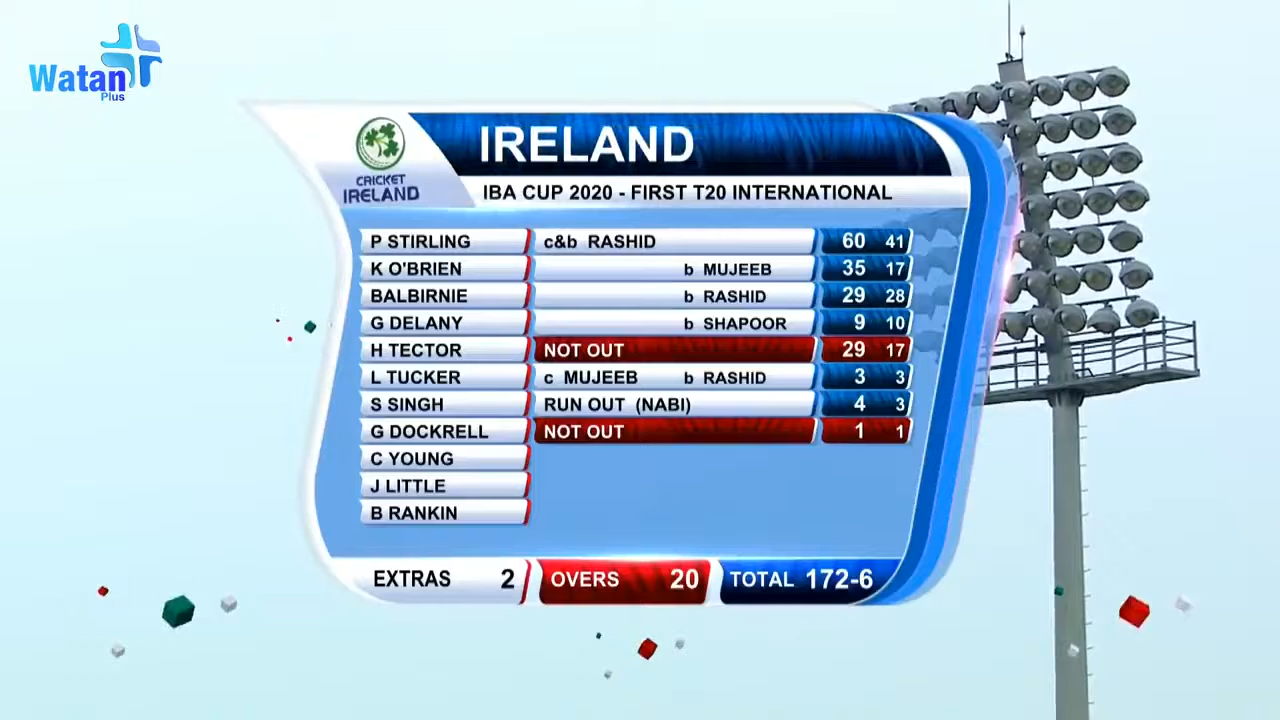 Watan
Plus
IRELAND
CRICKET
IRELAND
IBA CUP 2020 - FIRST T20 INTERNATIONAL
P STIRLING c&b RASHID 60 41
K O'BRIEN b MUJEEB 35 17
BALBIRNIE b RASHID 29 28
G DELANY b SHAPOOR 9 10
H TECTOR NOT OUT 29 17
L TUCKER c MUJEEB b RASHID 3 3
S SINGH RUN OUT (NABI) 4 3
G DOCKRELL NOT OUT 1 1
C YOUNG
J LITTLE
B RANKIN
EXTRAS 2 OVERS 20 TOTAL 172-6